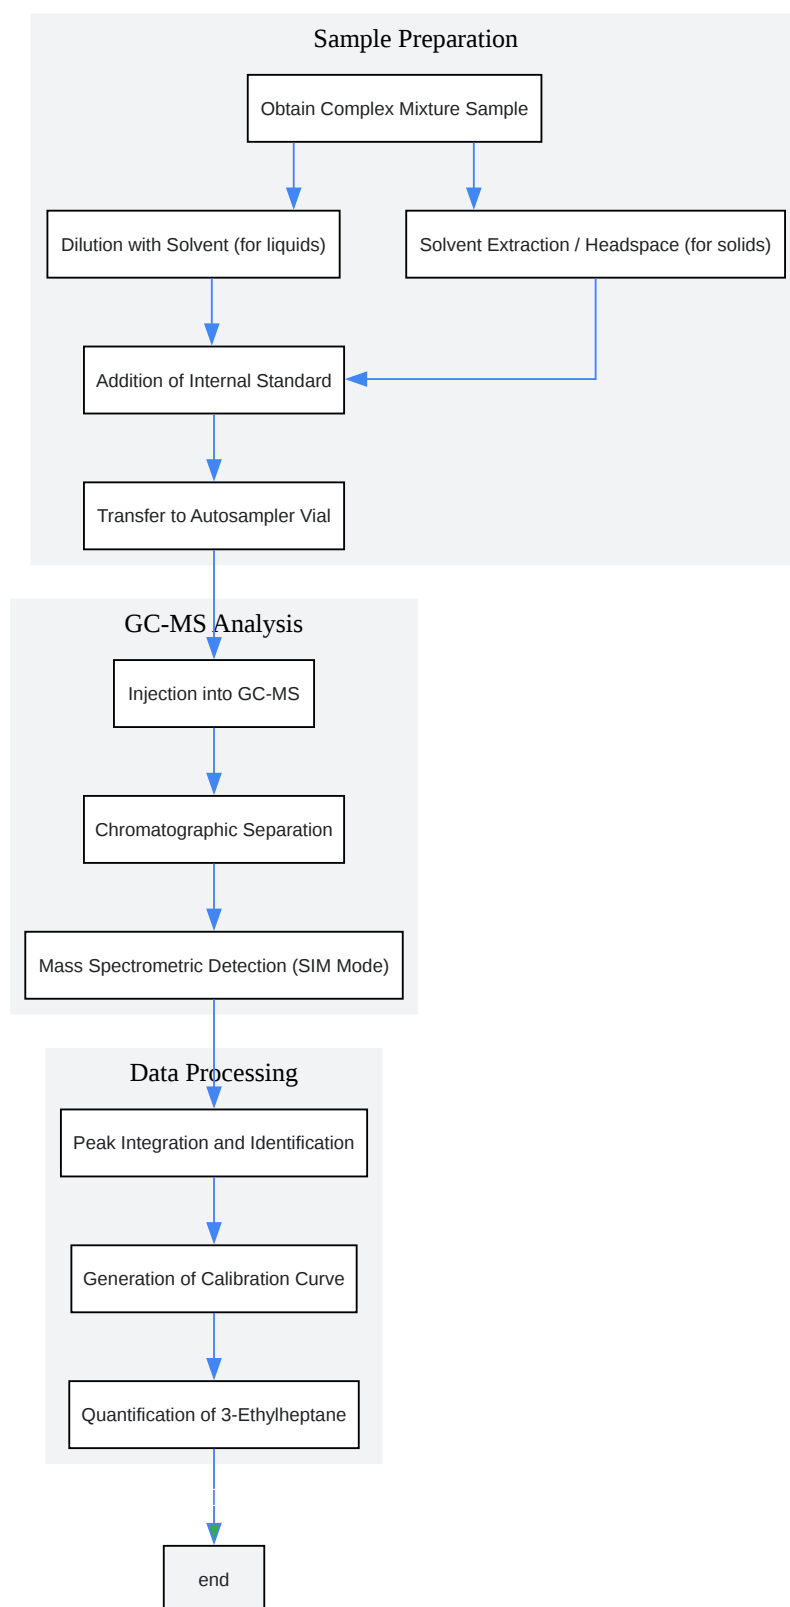 Sample Preparation
Obtain Complex Mixture Sample
Dilution with Solvent (for liquids)
Solvent Extraction / Headspace (for solids)
Addition of Internal Standard
Transfer to Autosampler Vial
GC-MS Analysis
Injection into GC-MS
Chromatographic Separation
Mass Spectrometric Detection (SIM Mode)
Data Processing
Peak Integration and Identification
Generation of Calibration Curve
Quantification of 3-Ethylheptane
end